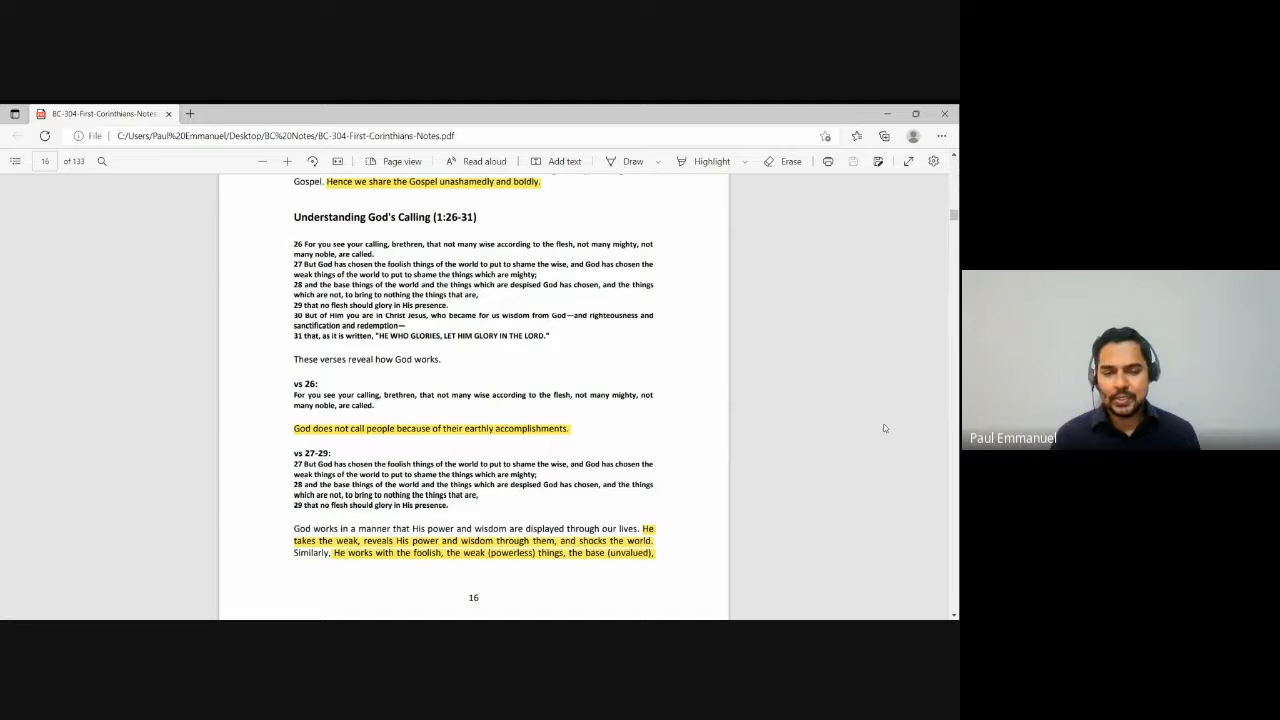 BC-304-First-Corinthians-Notes
File C:/Users/Paul%20Emmanuel/Desktop/BC%20Notes/BC-304-First-Corinthians-Notes.pdf
16 of 133 Page view Read aloud Add text Draw Highlight Erase
Gospel. Hence we share the Gospel unashamedly and boldly.
Understanding God's Calling (1:26-31)
26 For you see your calling, brethren, that not many wise according to the flesh, not many mighty, not
many noble, are called.
27 But God has chosen the foolish things of the world to put to shame the wise, and God has chosen the
weak things of the world to put to shame the things which are mighty;
28 and the base things of the world and the things which are despised God has chosen, and the things
which are not, to bring to nothing the things that are,
29 that no flesh should glory in His presence.
30 But of Him you are in Christ Jesus, who became for us wisdom from God—and righteousness and
sanctification and redemption—
31 that, as it is written, "HE WHO GLORIES, LET HIM GLORY IN THE LORD."
These verses reveal how God works.
vs 26:
For you see your calling, brethren, that not many wise according to the flesh, not many mighty, not
many noble, are called.
God does not call people because of their earthly accomplishments.
vs 27-29:
27 But God has chosen the foolish things of the world to put to shame the wise, and God has chosen the
weak things of the world to put to shame the things which are mighty;
28 and the base things of the world and the things which are despised God has chosen, and the things
which are not, to bring to nothing the things that are,
29 that no flesh should glory in His presence.
God works in a manner that His power and wisdom are displayed through our lives. He
takes the weak, reveals His power and wisdom through them, and shocks the world.
Similarly, He works with the foolish, the weak (powerless) things, the base (unvalued),
16
Paul Emmanuel